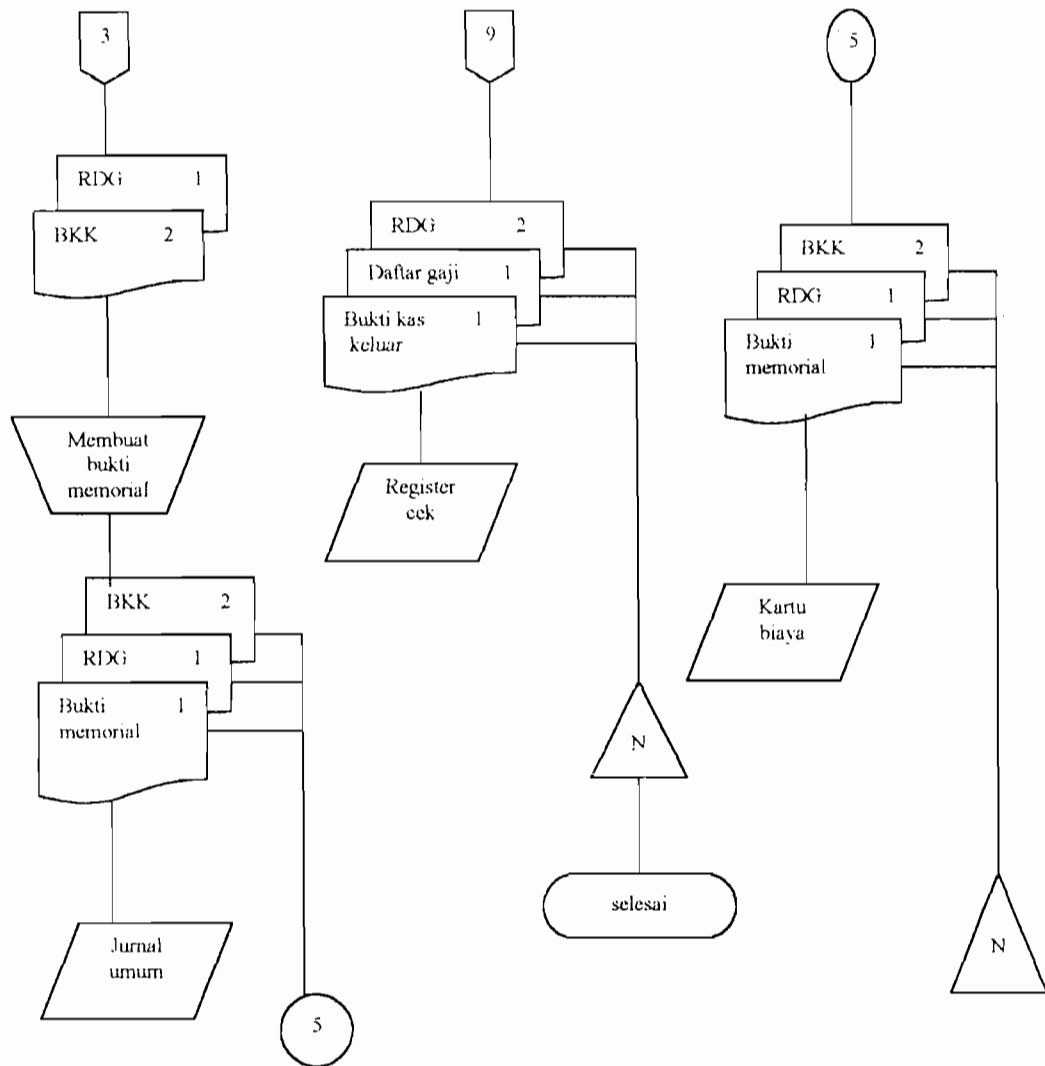 3
RDG 1
BKK 2
Membuat
bukti
memorial
BKK 2
RDG 1
Bukti 1
memorial
Jurnal
umum
5
9
RDG 2
Daftar gaji 1
Bukti kas 1
keluar
Register
cek
N
selesai
5
BKK 2
RDG 1
Bukti 1
memorial
Kartu
biaya
N